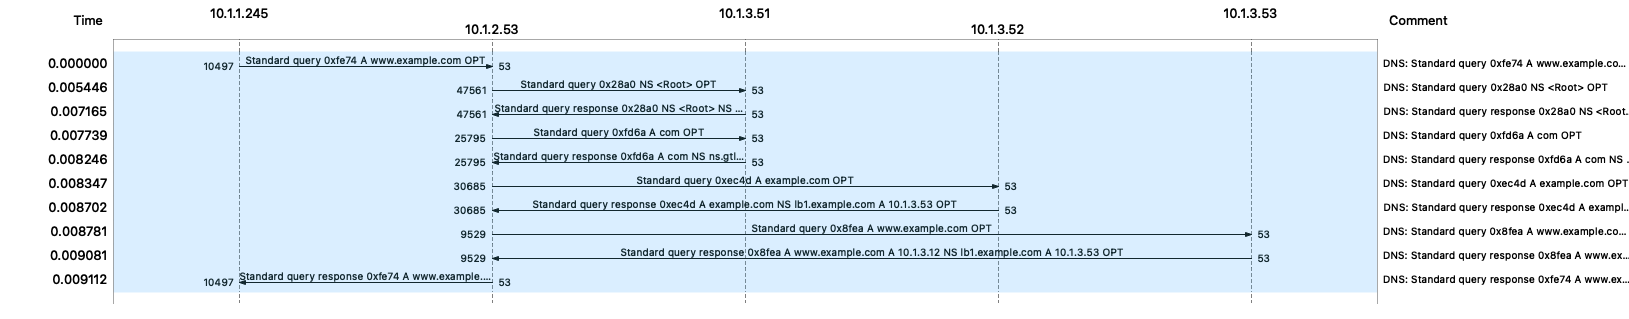 Time 10.1.1.245 10.1.2.53 10.1.3.51 10.1.3.52 10.1.3.53 Comment
0.000000 10497 Standard query 0xfe74 A www.example.com OPT 53 DNS: Standard query 0xfe74 A www.example.co...
0.005446 47561 Standard query 0x28a0 NS <Root> OPT 53 DNS: Standard query 0x28a0 NS <Root> OPT
0.007165 47561 Standard query response 0x28a0 NS <Root> NS ... 53 DNS: Standard query response 0x28a0 NS <Root.
0.007739 25795 Standard query 0xfd6a A com OPT 53 DNS: Standard query 0xfd6a A com OPT
0.008246 25795 Standard query response 0xfd6a A com NS ns.gtl... 53 DNS: Standard query response 0xfd6a A com NS .
0.008347 30685 Standard query 0xec4d A example.com OPT 53 DNS: Standard query 0xec4d A example.com OPT
0.008702 30685 Standard query response 0xec4d A example.com NS lb1.example.com A 10.1.3.53 OPT 53 DNS: Standard query response 0xec4d A exampl..
0.008781 9529 Standard query 0x8fea A www.example.com OPT 53 DNS: Standard query 0x8fea A www.example.co...
0.009081 9529 Standard query response 0x8fea A www.example.com A 10.1.3.12 NS lb1.example.com A 10.1.3.53 OPT 53 DNS: Standard query response 0x8fea A www.ex...
0.009112 10497 Standard query response 0xfe74 A www.example.... 53 DNS: Standard query response 0xfe74 A www.ex...